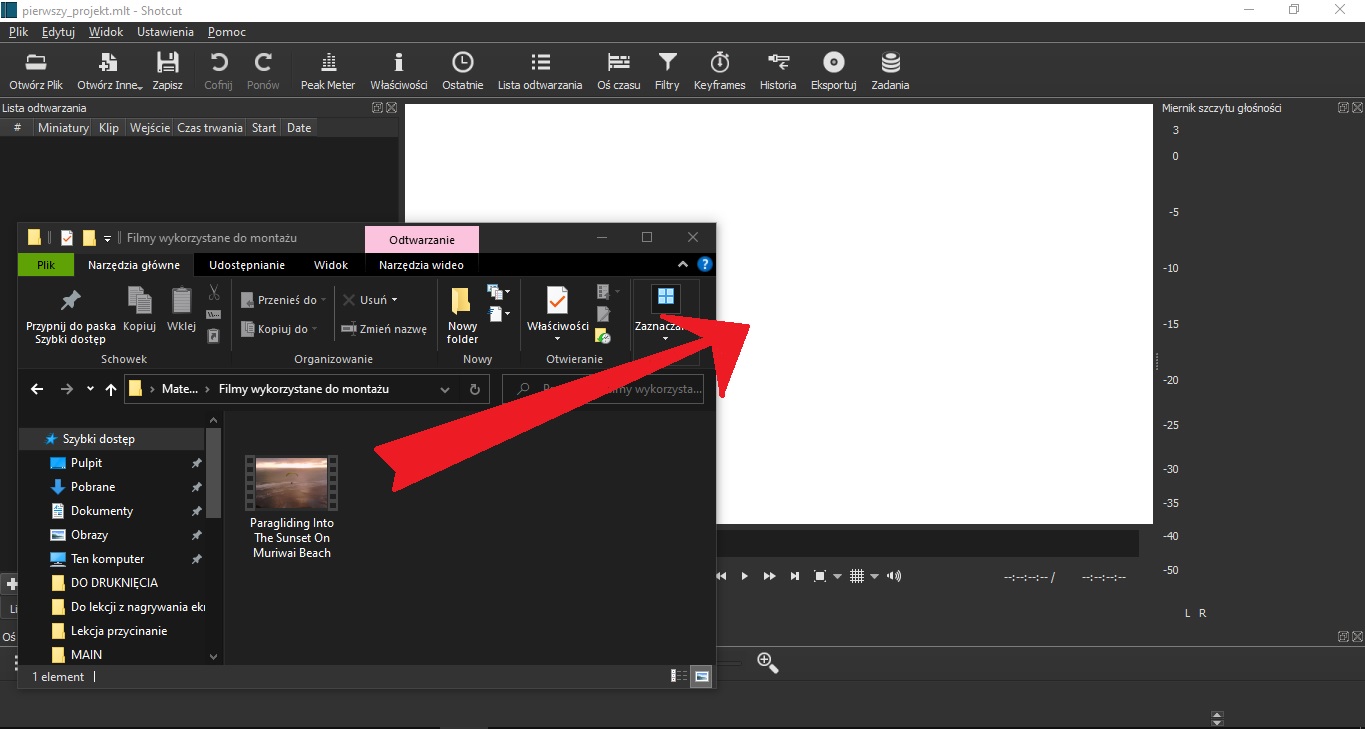 pierwszy_projekt.mlt - Shotcut
Plik Edytuj Widok Ustawienia Pomoc
Otwórz Plik Otwórz Inne.. Zapisz Cofnij Ponów Peak Meter Właściwości Ostatnie Lista odtwarzania Oś czasu Filtry Keyframes Historia Eksportuj Zadania
Lista odtwarzania
# Miniatury Klip Wejście Czas trwania Start Date
Miernik szczytu głośności
3
0
-5
-10
-15
-20
-25
-30
-35
-40
-50
L R
Filmy wykorzystane do montażu
Odtwarzanie
Plik Narzędzia główne Udostępnianie Widok Narzędzia wideo
Przypnij do paska
Szybki dostęp
Kopiuj
Wklej
Schowek
Przenieś do
Kopiuj do
Usuń
Zmień nazwę
Organizowanie
Nowy
folder
Nowy
Właściwości
Otwieranie
Mate... Filmy wykorzystane do montażu
wykorzysta...
Szybki dostęp
Pulpit
Pobrane
Dokumenty
Obrazy
Ten komputer
DO DRUKNIĘCIA
Do lekcji z nagrywania ekr
Lekcja przycinanie
MAIN
Paragliding Into
The Sunset On
Muriwai Beach
1 element
--:--:--:-- / --:--:--:--
Li
Oś